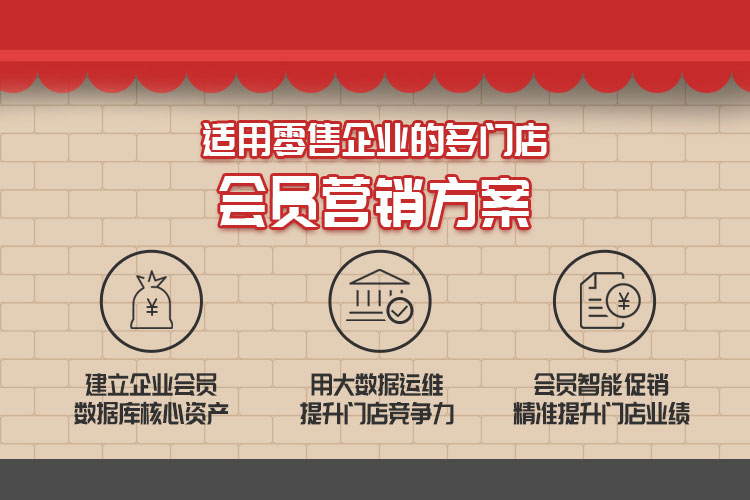 适用零售企业的多门店
会员营销方案
¥
¥
建立企业会员
数据库核心资产
用大数据运维
提升门店竞争力
会员智能促销
精准提升门店业绩